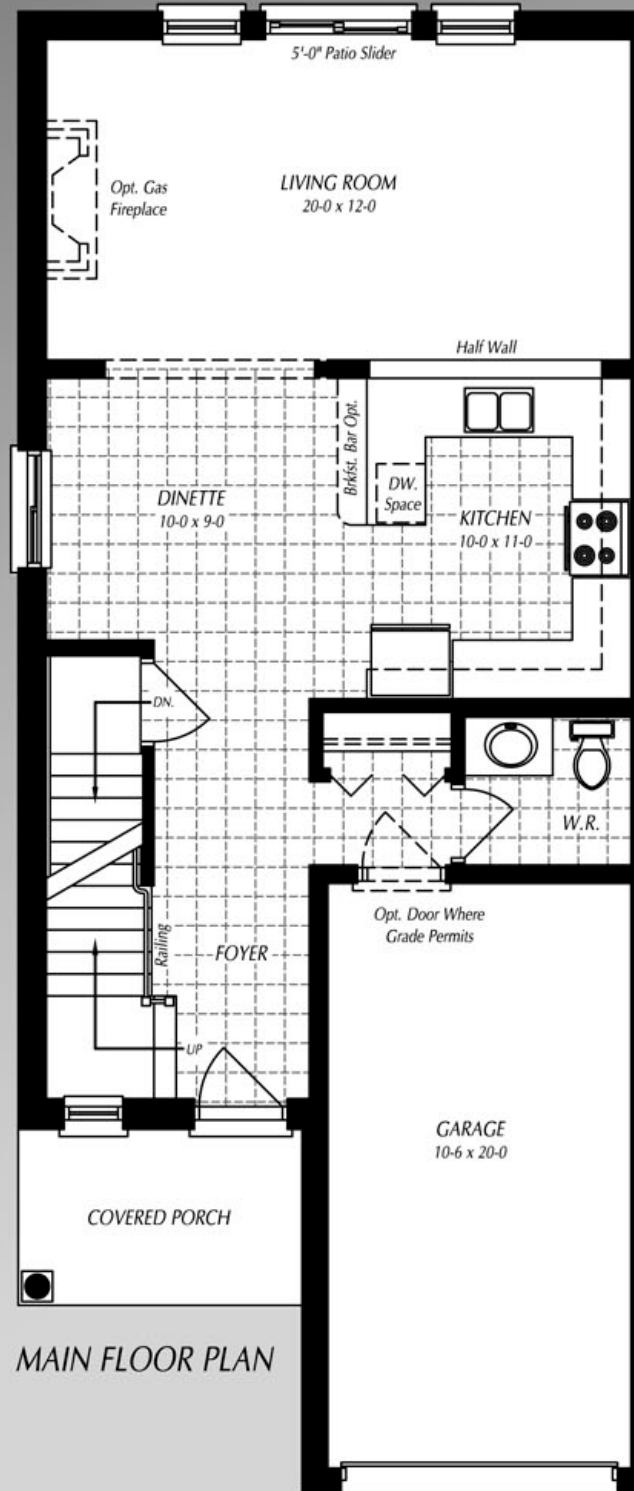 5'-0" Patio Slider
LIVING ROOM
20-0 x 12-0
Opt. Gas
Fireplace
Half Wall
Brkfst. Bar Opt.
DW.
Space
DINETTE
10-0 x 9-0
KITCHEN
10-0 x 11-0
DN.
W.R.
Opt. Door Where
Grade Permits
Railing
FOYER
UP
GARAGE
10-6 x 20-0
COVERED PORCH
MAIN FLOOR PLAN